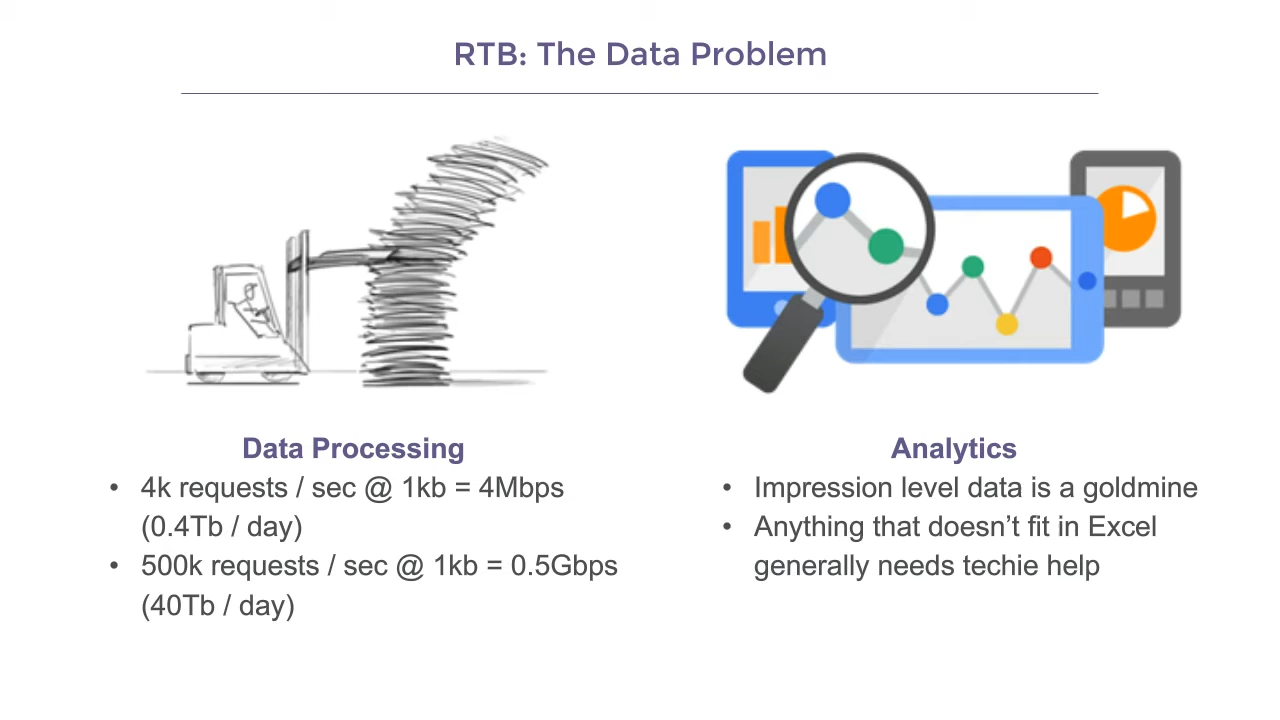 RTB: The Data Problem
Data Processing
• 4k requests / sec @ 1kb = 4Mbps
(0.4Tb / day)
• 500k requests / sec @ 1kb = 0.5Gbps
(40Tb / day)
Analytics
• Impression level data is a goldmine
• Anything that doesn’t fit in Excel
generally needs techie help